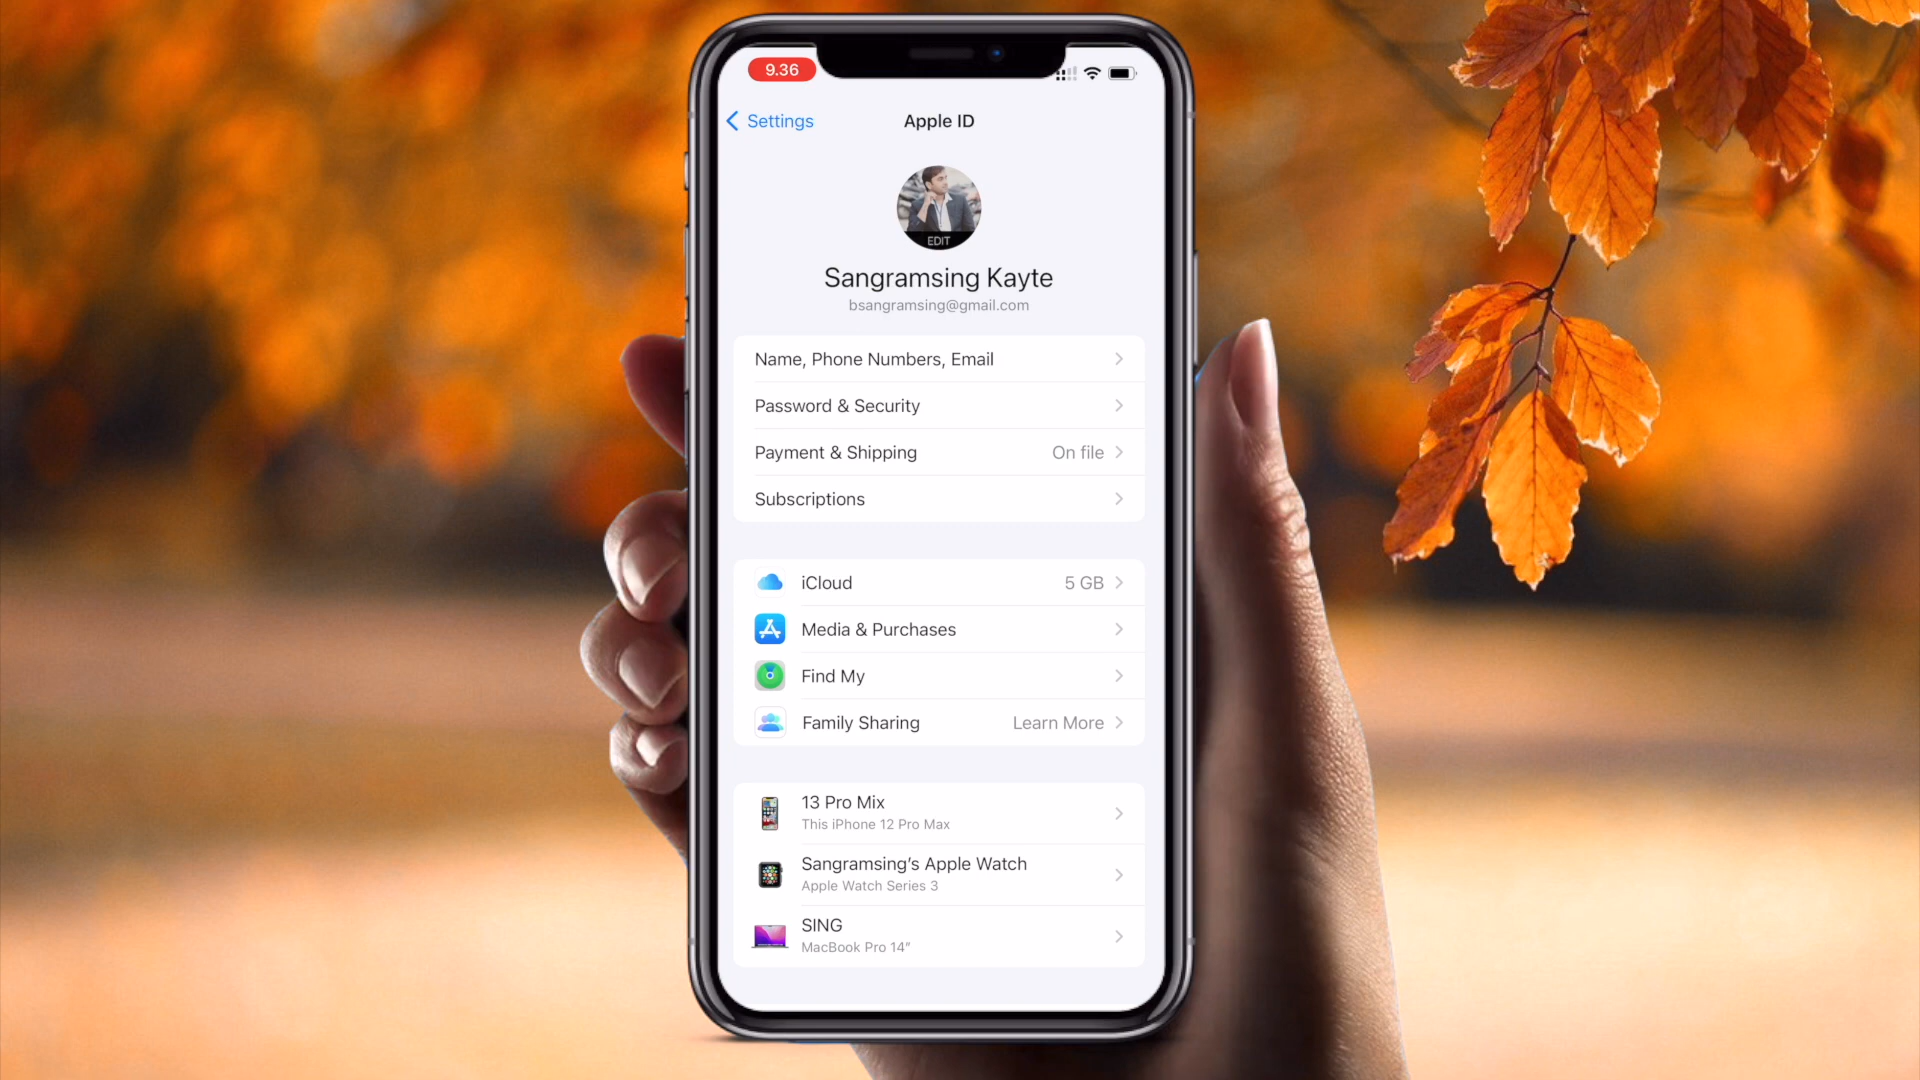 9.36
Settings
Apple ID
EDIT
Sangramsing Kayte
bsangramsing@gmail.com
Name, Phone Numbers, Email
Password & Security
Payment & Shipping On file
Subscriptions
iCloud 5 GB
Media & Purchases
Find My
Family Sharing Learn More
13 Pro Mix
This iPhone 12 Pro Max
Sangramsing’s Apple Watch
Apple Watch Series 3
SING
MacBook Pro 14″